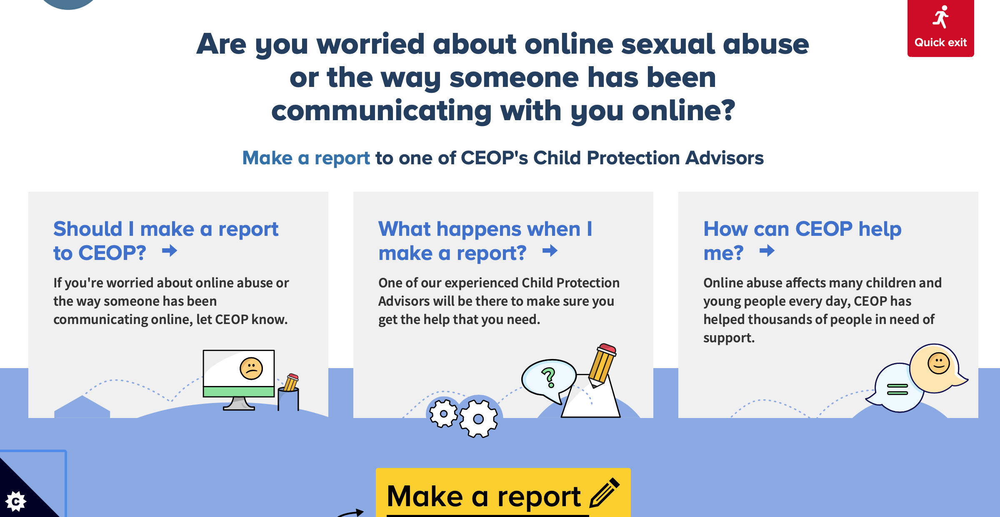 Quick exit
Are you worried about online sexual abuse
or the way someone has been
communicating with you online?
Make a report to one of CEOP's Child Protection Advisors
Should I make a report
to CEOP?
If you're worried about online abuse or
the way someone has been
communicating online, let CEOP know.
What happens when I
make a report?
One of our experienced Child Protection
Advisors will be there to make sure you
get the help that you need.
?
How can CEOP help
me?
Online abuse affects many children and
young people every day, CEOP has
helped thousands of people in need of
support.
Make a report
C